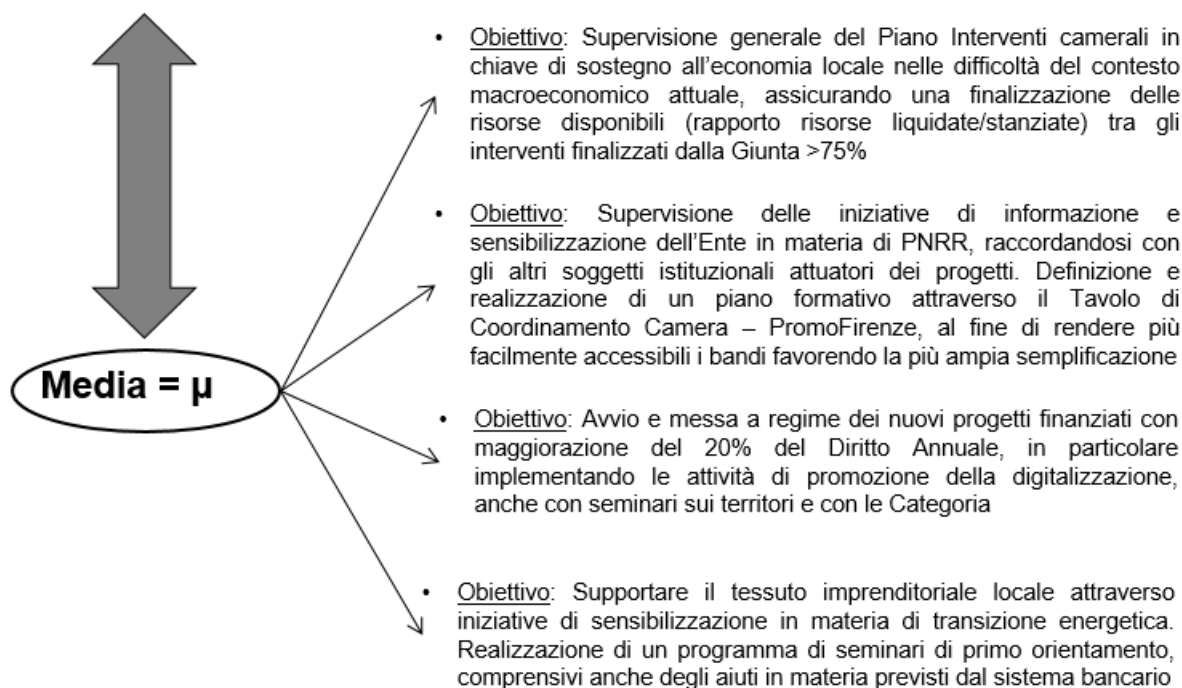 • Obiettivo: Supervisione generale del Piano Interventi camerali in
chiave di sostegno all'economia locale nelle difficoltà del contesto
macroeconomico attuale, assicurando una finalizzazione delle
risorse disponibili (rapporto risorse liquidate/stanziate) tra gli
interventi finalizzati dalla Giunta >75%
• Obiettivo: Supervisione delle iniziative di informazione e
sensibilizzazione dell'Ente in materia di PNRR, raccordandosi con
gli altri soggetti istituzionali attuatori dei progetti. Definizione e
realizzazione di un piano formativo attraverso il Tavolo di
Coordinamento Camera – PromoFirenze, al fine di rendere più
facilmente accessibili i bandi favorendo la più ampia semplificazione
Media = μ
• Obiettivo: Avvio e messa a regime dei nuovi progetti finanziati con
maggiorazione del 20% del Diritto Annuale, in particolare
implementando le attività di promozione della digitalizzazione,
anche con seminari sui territori e con le Categoria
• Obiettivo: Supportare il tessuto imprenditoriale locale attraverso
iniziative di sensibilizzazione in materia di transizione energetica.
Realizzazione di un programma di seminari di primo orientamento,
comprensivi anche degli aiuti in materia previsti dal sistema bancario